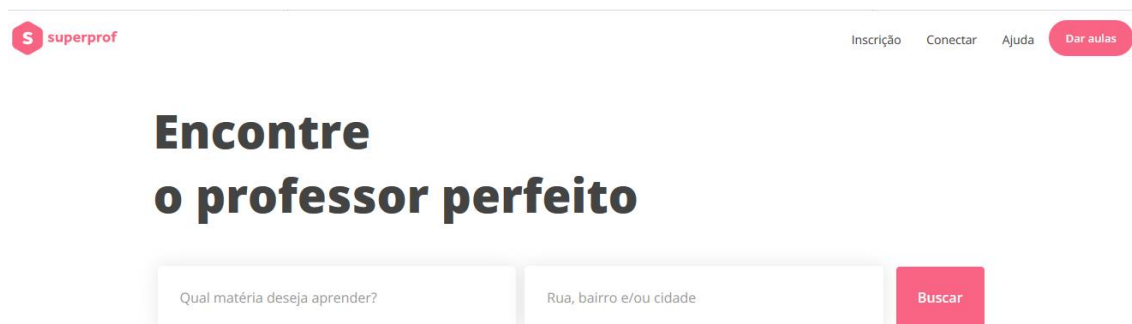 S superprof
Inscrição Conectar Ajuda Dar aulas
Encontre
o professor perfeito
Qual matéria deseja aprender? Rua, bairro e/ou cidade Buscar